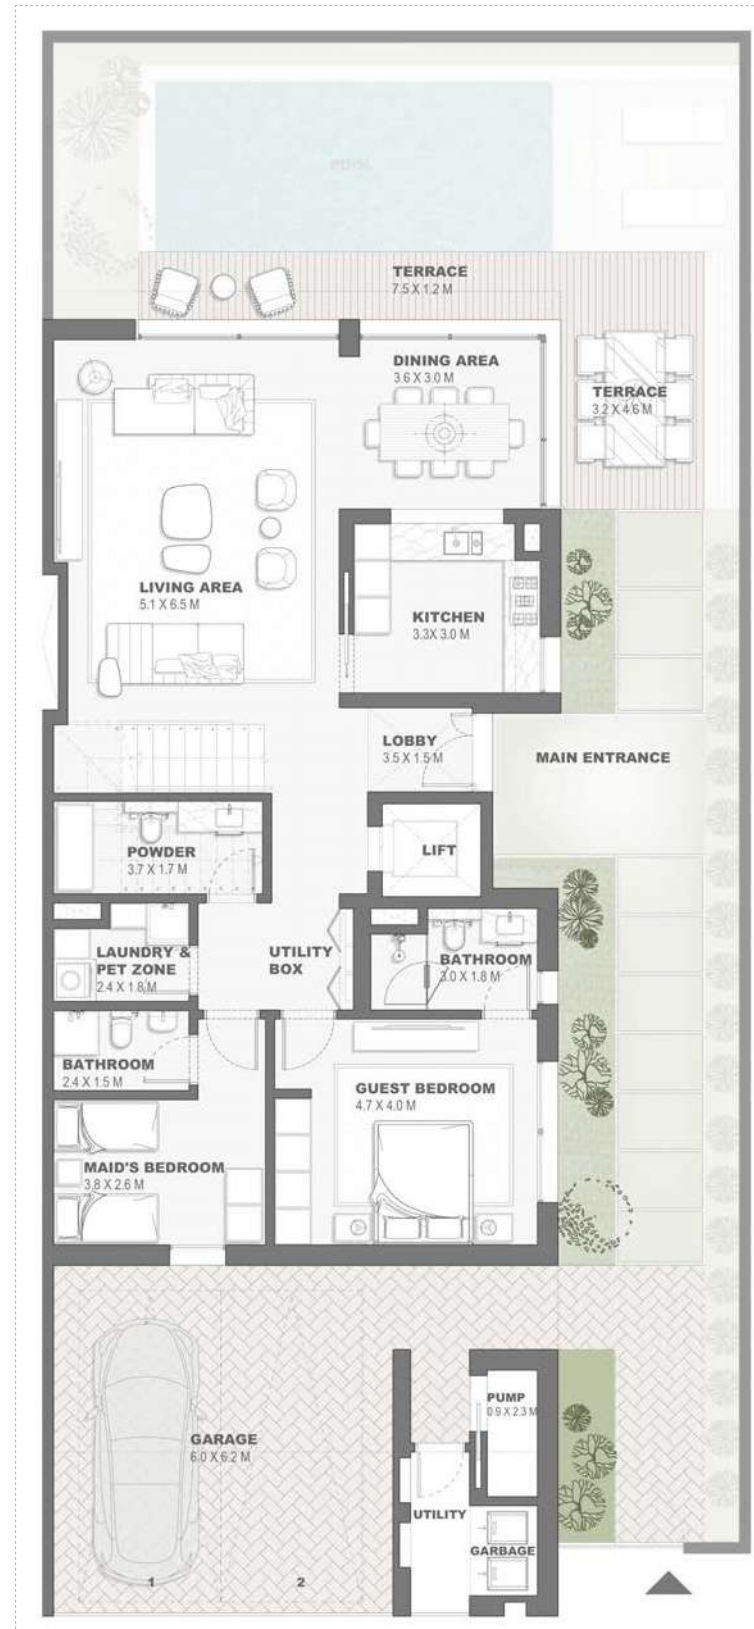 POOL
TERRACE
7.5 X 1.2 M
DINING AREA
3.6 X 3.0 M
TERRACE
3.2 X 4.6 M
LIVING AREA
5.1 X 6.5 M
KITCHEN
3.3X 3.0 M
LOBBY
3.5 X 1.5 M
MAIN ENTRANCE
POWDER
3.7 X 1.7 M
LIFT
LAUNDRY &
PET ZONE
2.4 X 1.8 M
UTILITY
BOX
BATHROOM
3.0 X 1.8 M
BATHROOM
2.4 X 1.5 M
GUEST BEDROOM
4.7 X 4.0 M
MAID'S BEDROOM
3.8 X 2.6 M
PUMP
0.9 X 2.3 M
GARAGE
6.0 X 6.2 M
UTILITY
GARBAGE
1
2